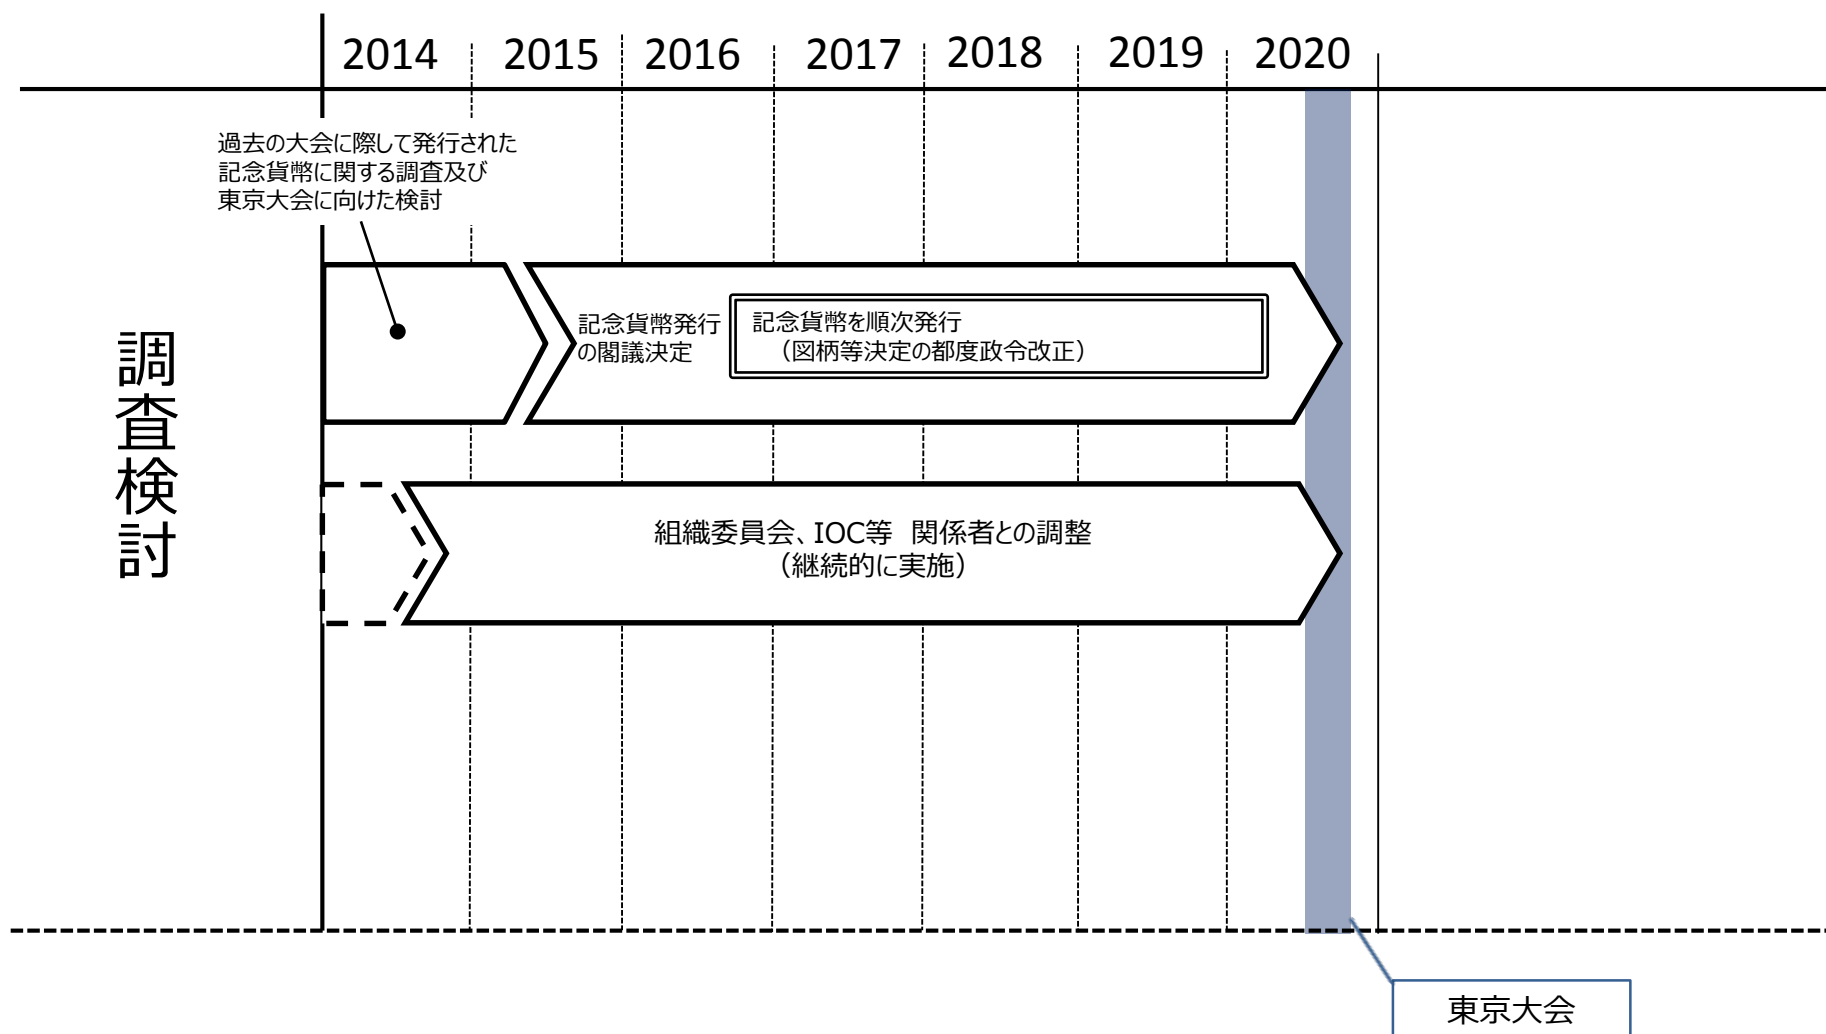 2014 2015 2016 2017 2018 2019 2020
過去の大会に際して発行された
記念貨幣に関する調査及び
東京大会に向けた検討
調査検討
記念貨幣発行
の閣議決定
記念貨幣を順次発行
（図柄等決定の都度政令改正）
組織委員会、IOC等　関係者との調整
（継続的に実施）
東京大会